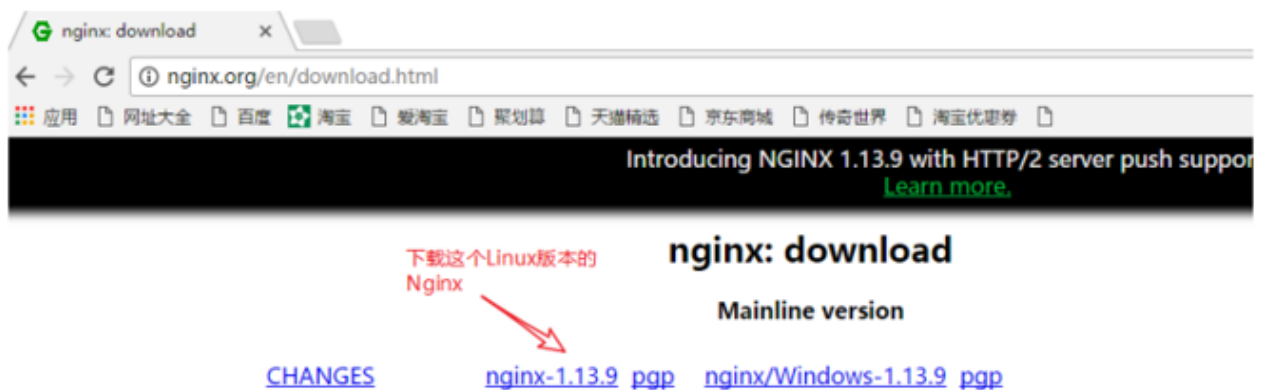 nginx: download
nginx.org/en/download.html
应用 网址大全 百度 淘宝 爱淘宝 聚划算 天猫精选 京东商城 传奇世界 淘宝优惠券
Introducing NGINX 1.13.9 with HTTP/2 server push suppor
Learn more.
nginx: download
下载这个Linux版本的
Nginx
Mainline version
CHANGES nginx-1.13.9 pgp nginx/Windows-1.13.9 pgp